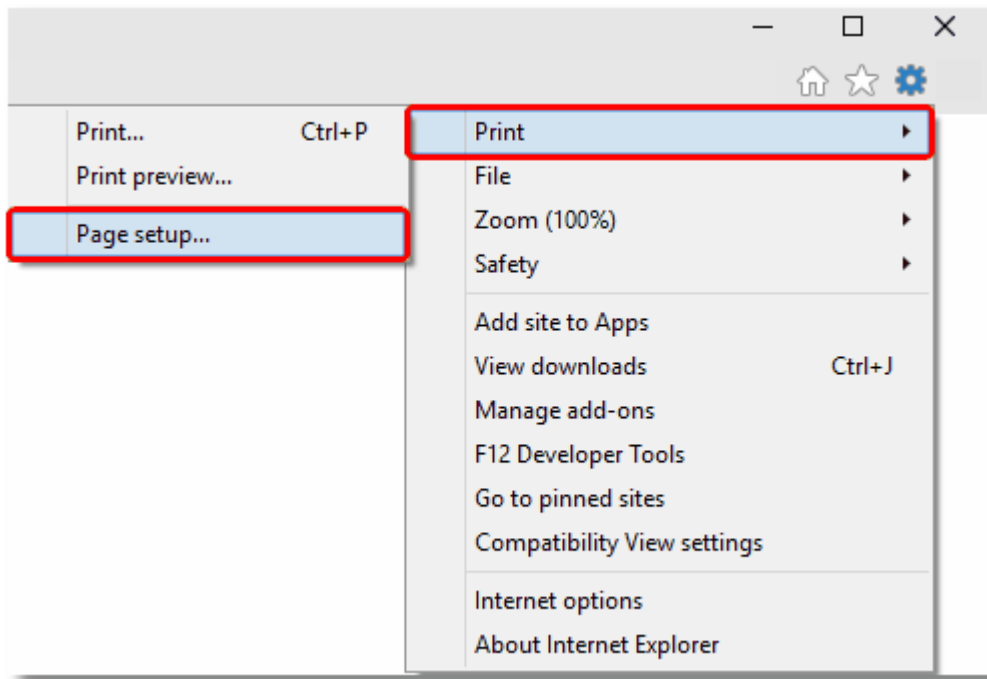 Print... Ctrl+P
Print preview...
Page setup...
Print
File
Zoom (100%)
Safety
Add site to Apps
View downloads Ctrl+J
Manage add-ons
F12 Developer Tools
Go to pinned sites
Compatibility View settings
Internet options
About Internet Explorer